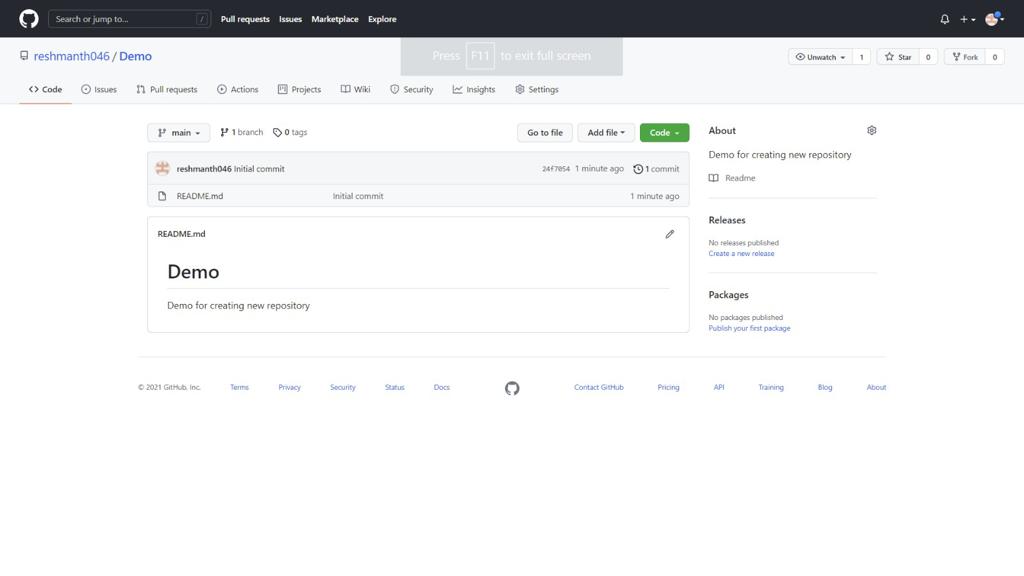 Search or jump to... /
Pull requests Issues Marketplace Explore
Press F11 to exit full screen
reshmanth046 / Demo
Unwatch 1 Star 0 Fork 0
Code Issues Pull requests Actions Projects Wiki Security Insights Settings
main 1 branch 0 tags
Go to file Add file Code
reshmanth046 Initial commit 24f7054 1 minute ago 1 commit
README.md Initial commit 1 minute ago
README.md
Demo
Demo for creating new repository
About
Demo for creating new repository
Readme
Releases
No releases published
Create a new release
Packages
No packages published
Publish your first package
© 2021 GitHub, Inc. Terms Privacy Security Status Docs Contact GitHub Pricing API Training Blog About